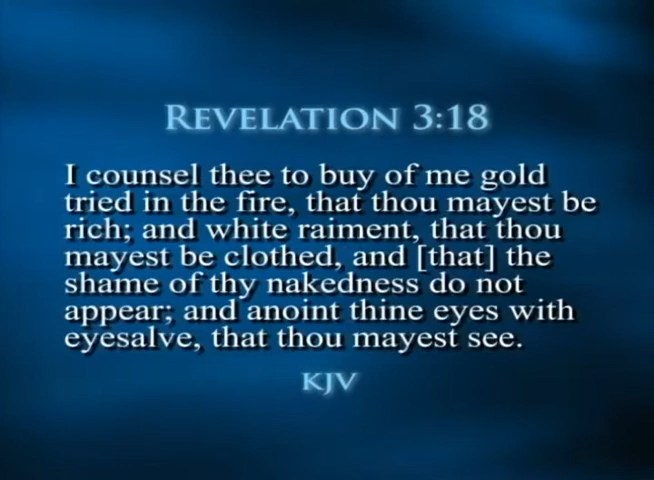 REVELATION 3:18
I counsel thee to buy of me gold
tried in the fire, that thou mayest be
rich; and white raiment, that thou
mayest be clothed, and [that] the
shame of thy nakedness do not
appear; and anoint thine eyes with
eyesalve, that thou mayest see.
KJV